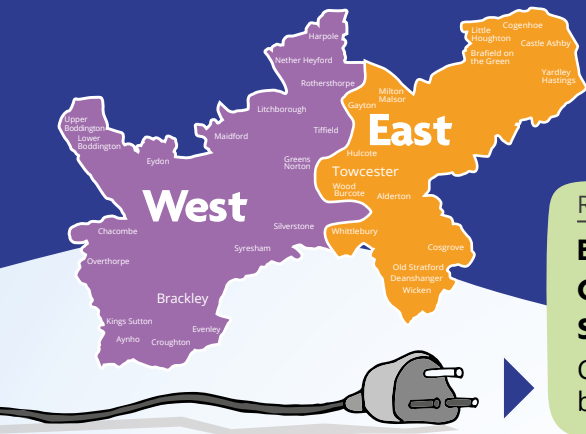 Harpole
Nether Heyford
Rothersthorpe
Litchborough
Upper
Boddington
Lower
Boddington
Maidford
Tiffield
Eydon
Greens
Norton
West
Chacombe
Silverstone
Syresham
Overthorpe
Brackley
Kings Sutton
Evenley
Aynho
Croughton
Cogenhoe
Little
Houghton
Castle Ashby
Brafield on
the Green
Yardley
Hastings
Milton
Malsor
Gayton
East
Hulcote
Towcester
Wood
Burcote
Alderton
Whittlebury
Cosgrove
Old Stratford
Deanshanger
Wicken